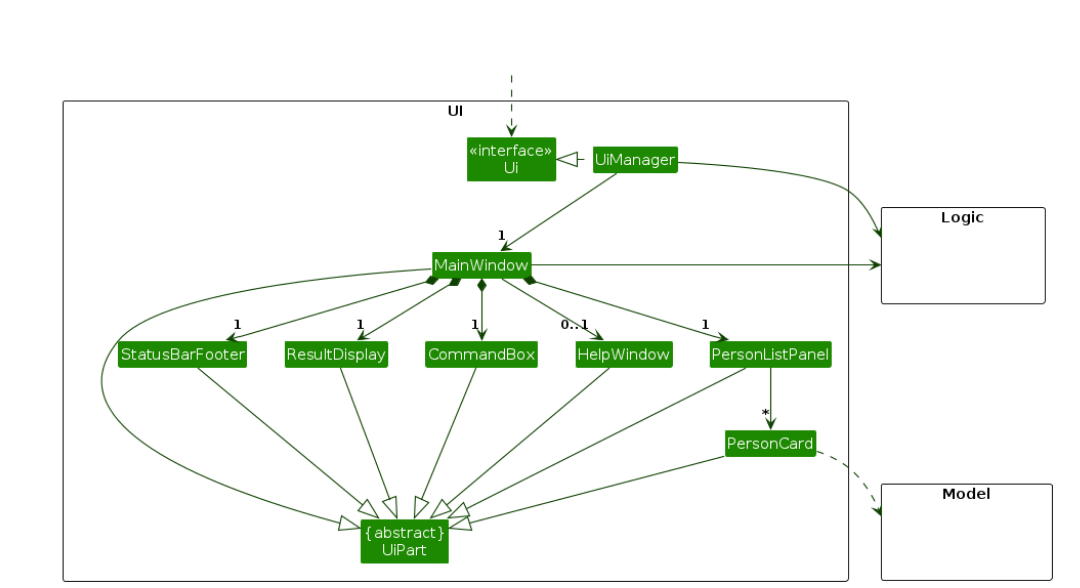 UI
«interface»
Ui
UiManager
Logic
1
MainWindow
1
1
1
0..1
1
StatusBarFooter
ResultDisplay
CommandBox
HelpWindow
PersonListPanel
*
PersonCard
Model
{abstract}
UiPart